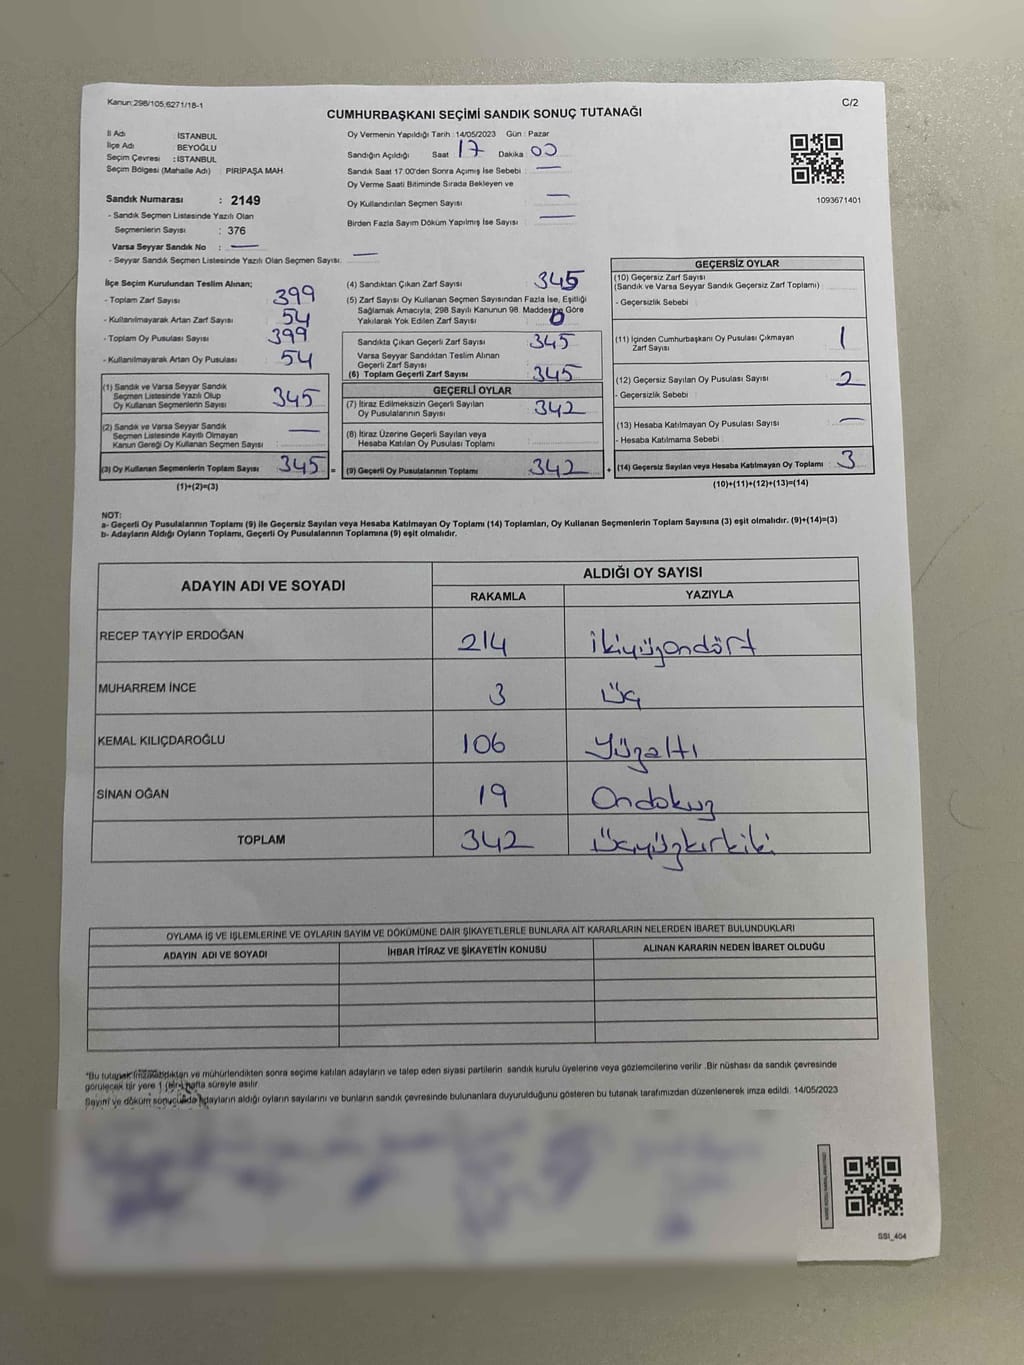 Kanun:298/105;6271/18-1
C/2
CUMHURBAŞKANI SEÇİMİ SANDIK SONUÇ TUTANAĞI
İl Adı : İSTANBUL
İlçe Adı : BEYOĞLU
Seçim Çevresi : İSTANBUL
Seçim Bölgesi (Mahalle Adı) : PİRİPAŞA MAH
Sandık Numarası : 2149
- Sandık Seçmen Listesinde Yazılı Olan
Seçmenlerin Sayısı : 376
Varsa Seyyar Sandık No : —
- Seyyar Sandık Seçmen Listesinde Yazılı Olan Seçmen Sayısı: —
Oy Vermenin Yapıldığı Tarih : 14/05/2023 Gün : Pazar
Sandığın Açıldığı Saat 17 Dakika 00
Sandık Saat 17:00'den Sonra Açımış İse Sebebi : —
Oy Verme Saati Bitiminde Sırada Bekleyen ve
Oy Kullandırılan Seçmen Sayısı : —
Birden Fazla Sayım Döküm Yapılmış İse Sayısı : —
1093671401
İlçe Seçim Kurulundan Teslim Alınan;
- Toplam Zarf Sayısı 399
- Kullanılmayarak Artan Zarf Sayısı 54
- Toplam Oy Pusulası Sayısı 399
- Kullanılmayarak Artan Oy Pusulası 54
(1) Sandık ve Varsa Seyyar Sandık
Seçmen Listesinde Yazılı Olup
Oy Kullanan Seçmenlerin Sayısı 345
(2) Sandık ve Varsa Seyyar Sandık
Seçmen Listesinde Kayıtlı Olmayan
Kanun Gereği Oy Kullanan Seçmen Sayısı —
(3) Oy Kullanan Seçmenlerin Toplam Sayısı 345 =
(1)+(2)=(3)
(4) Sandıktan Çıkan Zarf Sayısı 345
(5) Zarf Sayısı Oy Kullanan Seçmen Sayısından Fazla İse, Eşitliği
Sağlamak Amacıyla; 298 Sayılı Kanunun 98. Maddesine Göre
Yakılarak Yok Edilen Zarf Sayısı 0
Sandıkta Çıkan Geçerli Zarf Sayısı 345
Varsa Seyyar Sandıktan Teslim Alınan
Geçerli Zarf Sayısı
(6) Toplam Geçerli Zarf Sayısı 345
GEÇERLİ OYLAR
(7) İtiraz Edilmeksizin Geçerli Sayılan
Oy Pusulalarının Sayısı 342
(8) İtiraz Üzerine Geçerli Sayılan veya
Hesaba Katılan Oy Pusulası Toplamı
(9) Geçerli Oy Pusulalarının Toplamı 342 +
GEÇERSİZ OYLAR
(10) Geçersiz Zarf Sayısı
(Sandık ve Varsa Seyyar Sandık Geçersiz Zarf Toplamı)
- Geçersizlik Sebebi
(11) İçinden Cumhurbaşkanı Oy Pusulası Çıkmayan
Zarf Sayısı 1
(12) Geçersiz Sayılan Oy Pusulası Sayısı 2
- Geçersizlik Sebebi
(13) Hesaba Katılmayan Oy Pusulası Sayısı —
- Hesaba Katılmama Sebebi
(14) Geçersiz Sayılan veya Hesaba Katılmayan Oy Toplamı 3
(10)+(11)+(12)+(13)=(14)
NOT:
a- Geçerli Oy Pusulalarının Toplamı (9) ile Geçersiz Sayılan veya Hesaba Katılmayan Oy Toplamı (14) Toplamları, Oy Kullanan Seçmenlerin Toplam Sayısına (3) eşit olmalıdır. (9)+(14)=(3)
b- Adayların Aldığı Oyların Toplamı, Geçerli Oy Pusulalarının Toplamına (9) eşit olmalıdır.
ADAYIN ADI VE SOYADI
ALDIĞI OY SAYISI
RAKAMLA YAZIYLA
RECEP TAYYİP ERDOĞAN 214 İkiyüzondört
MUHARREM İNCE 3 Üç
KEMAL KILIÇDAROĞLU 106 Yüzaltı
SİNAN OĞAN 19 Ondokuz
TOPLAM 342 Üçyüzkırkiki
OYLAMA İŞ VE İŞLEMLERİNE VE OYLARIN SAYIM VE DÖKÜMÜNE DAİR ŞİKAYETLERLE BUNLARA AİT KARARLARIN NELERDEN İBARET BULUNDUKLARI
ADAYIN ADI VE SOYADI İHBAR İTİRAZ VE ŞİKAYETİN KONUSU ALINAN KARARIN NEDEN İBARET OLDUĞU
*Bu tutanak imzalandıktan ve mühürlendikten sonra seçime katılan adayların ve talep eden siyasi partilerin sandık kurulu üyelerine veya gözlemcilerine verilir .Bir nüshası da sandık çevresinde
görülecek bir yere 1 (bir) hafta süreyle asılır.
Sayım ve döküm sonucunda adayların aldığı oyların sayılarını ve bunların sandık çevresinde bulunanlara duyurulduğunu gösteren bu tutanak tarafımızdan düzenlenerek imza edildi. 14/05/2023
SSI_404